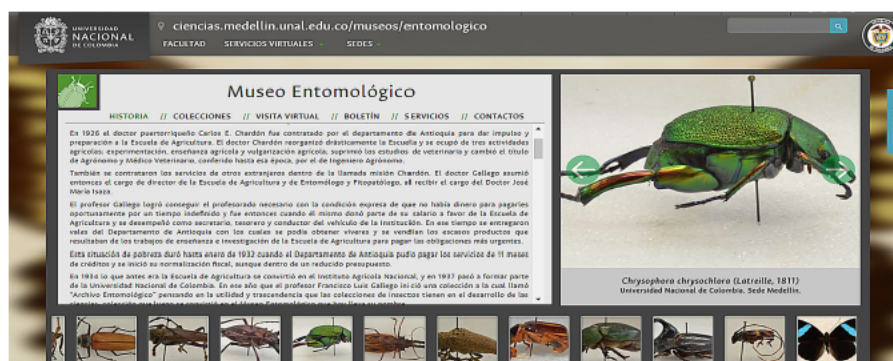 UNIVERSIDAD
NACIONAL
DE COLOMBIA
ciencias.medellin.unal.edu.co/museos/entomologico
FACULTAD SERVICIOS VIRTUALES SEDES
Museo Entomológico
HISTORIA // COLECCIONES // VISITA VIRTUAL // BOLETÍN // SERVICIOS // CONTACTOS
En 1926 el doctor puertorriqueño Carlos E. Chardón fue contratado por el departamento de Antioquia para dar impulso y
preparación a la Escuela de Agricultura. El doctor Chardón reorganizó drásticamente la Escuella y se ocupó de tres actividades
agrícolas; experimentación, enseñanza agrícola y vulgarización agrícola; suprimió los estudios de veterinaria y cambió el título
de Agrónomo y Médico Veterinario, conferido hasta esa época, por el de Ingeniero Agrónomo.
También se contrataron los servicios de otros extranjeros dentro de la llamada misión Chardón. El doctor Gallego asumió
entonces el cargo de director de la Escuela de Agricultura y de Entomólogo y Fitopatólogo, all recibir el cargo del Doctor José
María Isaza.
El profesor Gallego logró conseguir el profesorado necesario con la condición expresa de que no había dinero para pagarles
oportunamente por un tiempo indefinido y fue entonces cuando él mismo donó parte de su salario a favor de la Escuela de
Agricultura y se desempeñó como secretario, tesorero y conductor del vehículo de la Institución. En ese tiempo se entregaron
vales del Departamento de Antioquia con los cuales se podía obtener víveres y se vendían los escasos productos que
resultaban de los trabajos de enseñanza e investigación de la Escuela de Agricultura para pagar las obligaciones más urgentes.
Esta situación de pobreza duró hasta enero de 1932 cuando el Departamento de Antioquia pudo pagar los servicios de 11 meses
de créditos y se inició su normalización fiscal, aunque dentro de un reducido presupuesto.
En 1934 lo que antes era la Escuela de Agricultura se convirtió en el Instituto Agrícola Nacional, y en 1937 pasó a formar parte
de la Universidad Nacional de Colombia. En ese año que el profesor Francisco Luis Gallego inició una colección a la cual llamó
"Archivo Entomológico" pensando en la utilidad y trascendencia que las colecciones de insectos tienen en el desarrollo de las
Chrysophora chrysochlora (Latreille, 1811)
Universidad Nacional de Colombia. Sede Medellín.